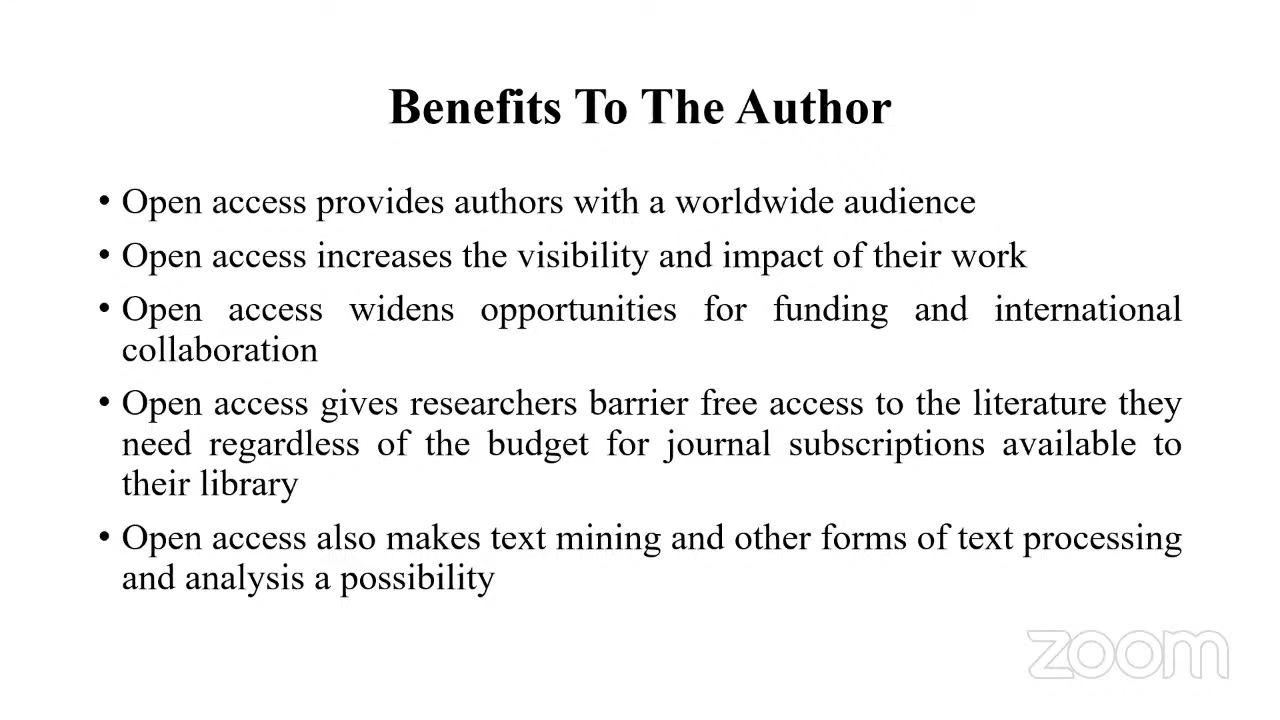 Benefits To The Author
• Open access provides authors with a worldwide audience
• Open access increases the visibility and impact of their work
• Open access widens opportunities for funding and international
collaboration
• Open access gives researchers barrier free access to the literature they
need regardless of the budget for journal subscriptions available to
their library
• Open access also makes text mining and other forms of text processing
and analysis a possibility
zoom